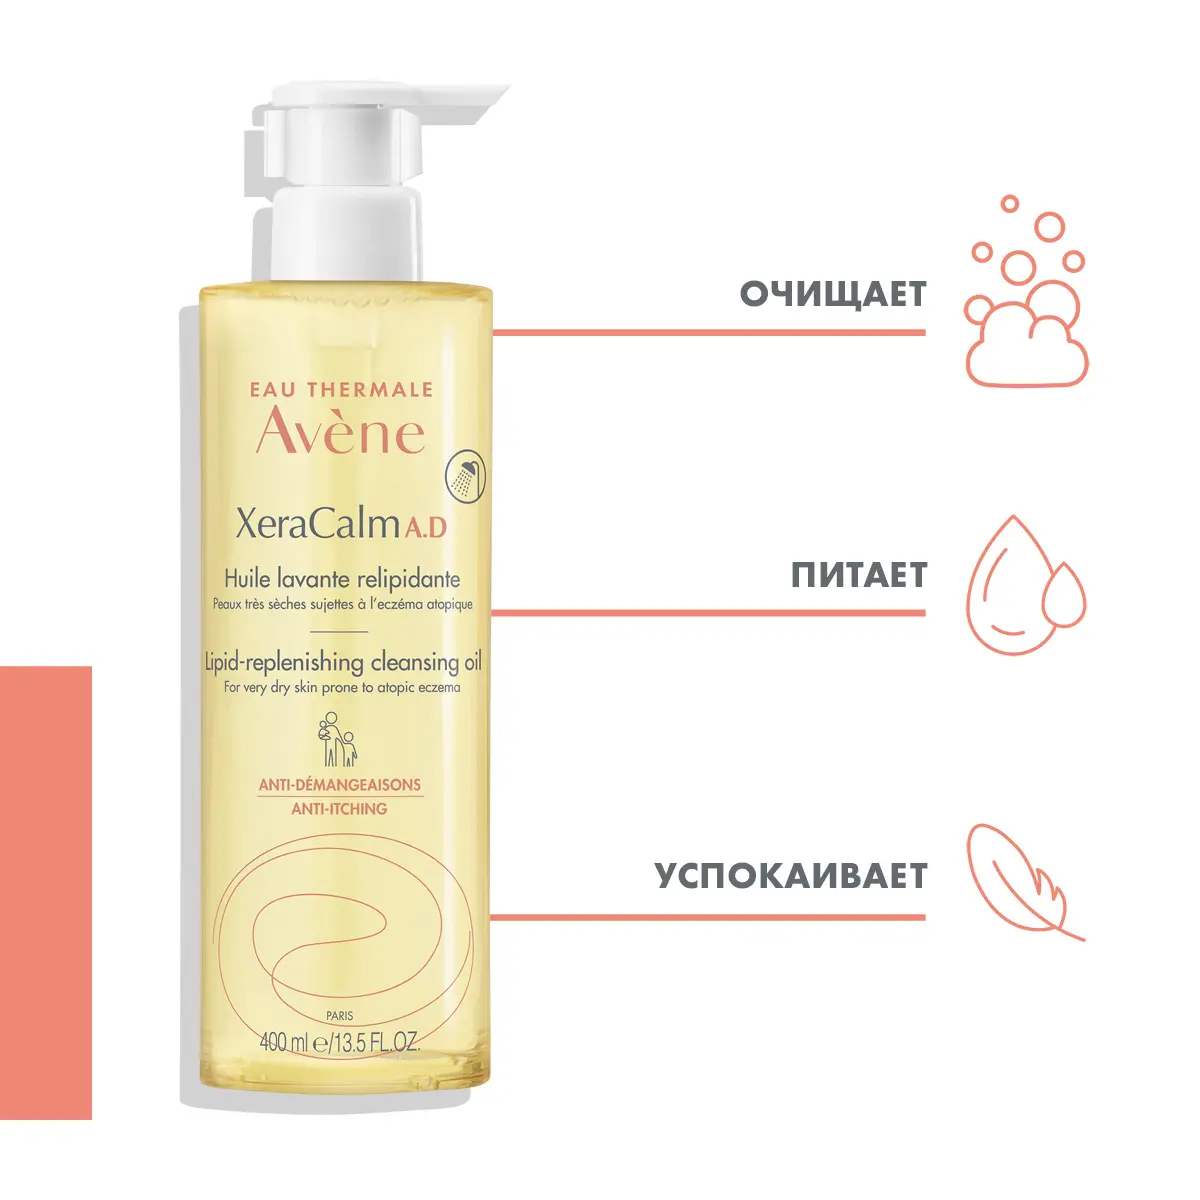 EAU THERMALE
Avène
XeraCalm A.D
Huile lavante relipidante
Peaux très sèches sujettes à l'eczéma atopique
Lipid-replenishing cleansing oil
For very dry skin prone to atopic eczema
ANTI-DÉMANGEAISONS
ANTI-ITCHING
PARIS
400 ml e/13.5 FL.OZ.
ОЧИЩАЕТ
ПИТАЕТ
УСПОКАИВАЕТ